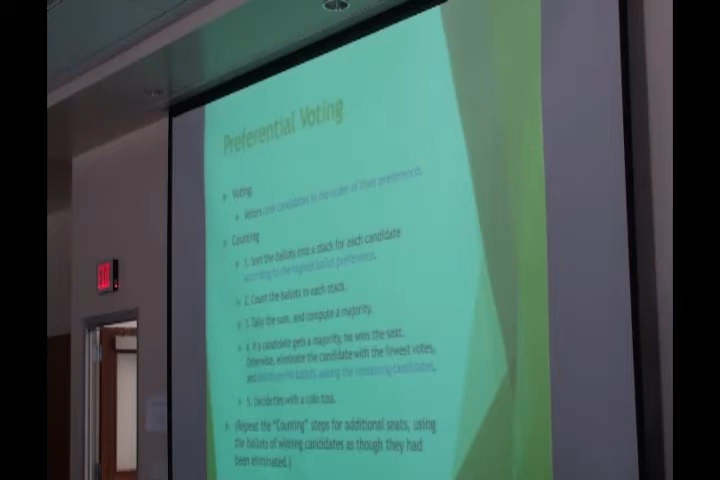 Preferential Voting
Voting
Voters rank candidates in the order of their preference.
Counting
1. Sort the ballots into a stack for each candidate
according to the highest ballot preference.
2. Count the ballots in each stack.
3. Tally the sum, and compute a majority.
4. If a candidate gets a majority, he wins the seat.
Otherwise, eliminate the candidate with the fewest votes,
and his ballots among the remaining candidates.
5. Decide ties with a coin toss.
(Repeat the "Counting" steps for additional seats, using
the ballots of winning candidates as though they had
been eliminated.)
EXIT